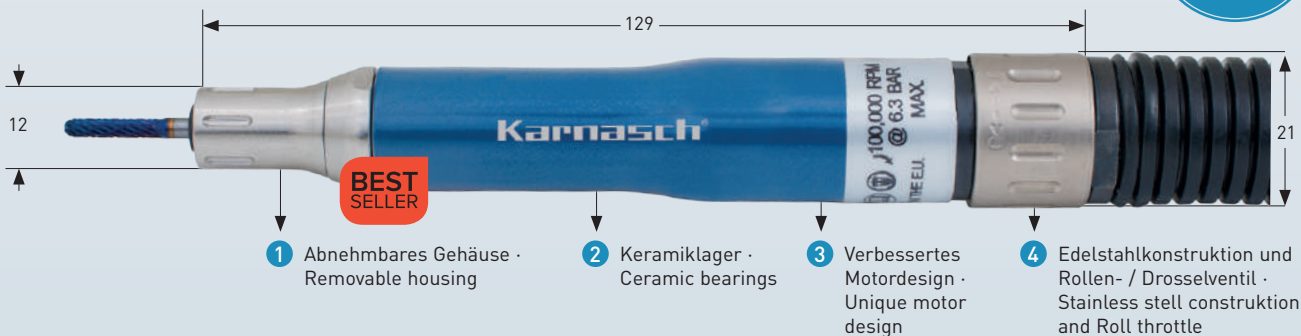 129
12
Karnasch®
100,000 RPM
@ 6.3 BAR
MAX.
THE E.U.
21
BEST
SELLER
1 Abnehmbares Gehäuse ·
Removable housing
2 Keramiklager ·
Ceramic bearings
3 Verbessertes
Motordesign ·
Unique motor
design
4 Edelstahlkonstruktion und
Rollen- / Drosselventil ·
Stainless stell construktion
and Roll throttle